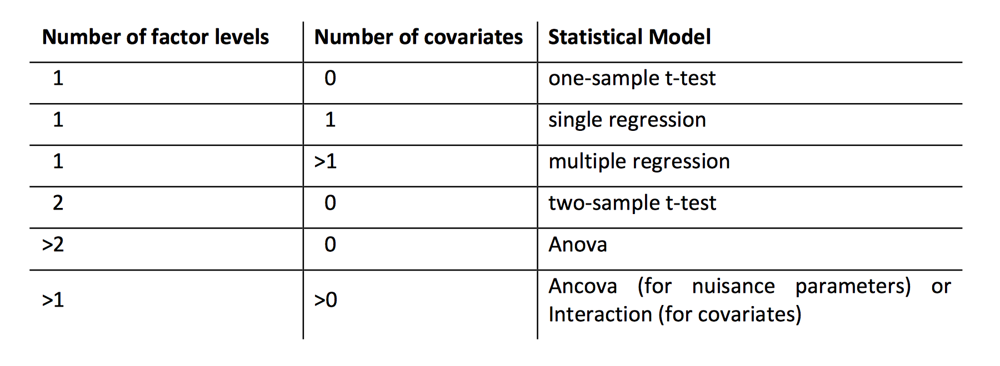 Number of factor levels Number of covariates Statistical Model
1 0 one-sample t-test
1 1 single regression
1 >1 multiple regression
2 0 two-sample t-test
>2 0 Anova
>1 >0 Ancova (for nuisance parameters) or
Interaction (for covariates)